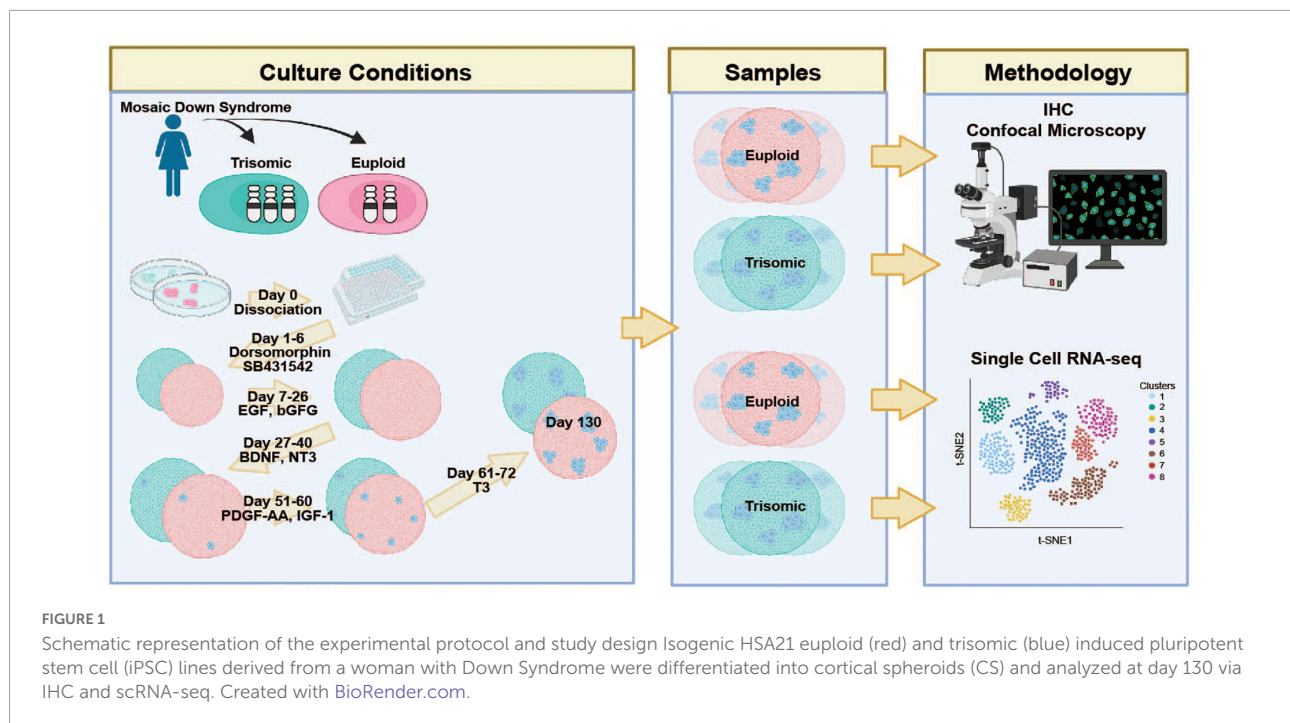 Culture Conditions
Mosaic Down Syndrome
Trisomic
Euploid
Day 0
Dissociation
Day 1-6
Dorsomorphin
SB431542
Day 7-26
EGF, bGFG
Day 27-40
BDNF, NT3
Day 51-60
PDGF-AA, IGF-1
Day 61-72
T3
Day 130
Samples
Euploid
Trisomic
Euploid
Trisomic
Methodology
IHC
Confocal Microscopy
Single Cell RNA-seq
t-SNE2
t-SNE1
Clusters
1
2
3
4
5
6
7
8
FIGURE 1
Schematic representation of the experimental protocol and study design Isogenic HSA21 euploid (red) and trisomic (blue) induced pluripotent
stem cell (iPSC) lines derived from a woman with Down Syndrome were differentiated into cortical spheroids (CS) and analyzed at day 130 via
IHC and scRNA-seq. Created with BioRender.com.